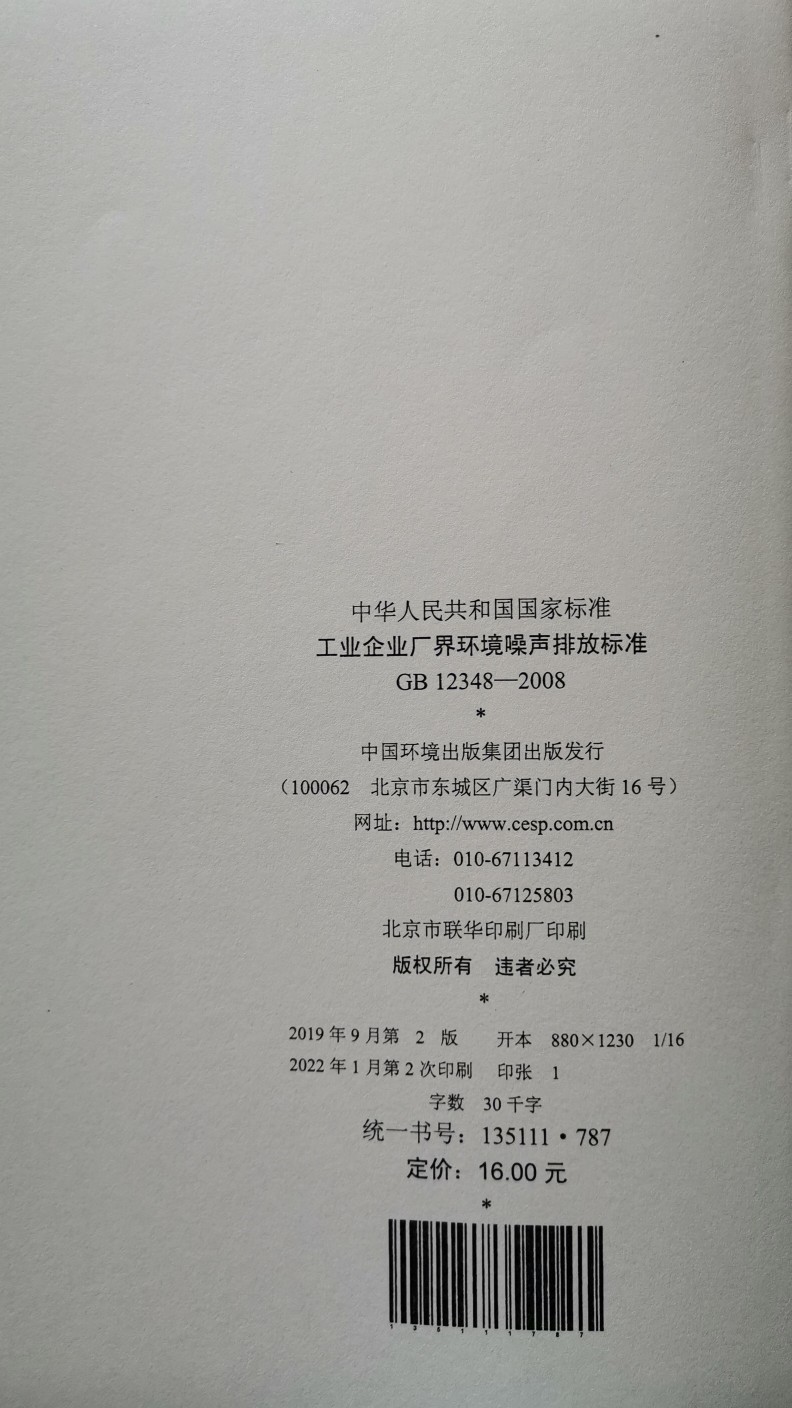 中华人民共和国国家标准
工业企业厂界环境噪声排放标准
GB 12348—2008
*
中国环境出版集团出版发行
（100062　北京市东城区广渠门内大街 16 号）
网址：http://www.cesp.com.cn
电话：010-67113412
010-67125803
北京市联华印刷厂印刷
版权所有　违者必究
*
2019 年 9 月第　2　版　　开本　880×1230　1/16
2022 年 1 月第 2 次印刷　印张　1
字数　30 千字
统一书号：135111·787
定价：16.00 元
*
135111787